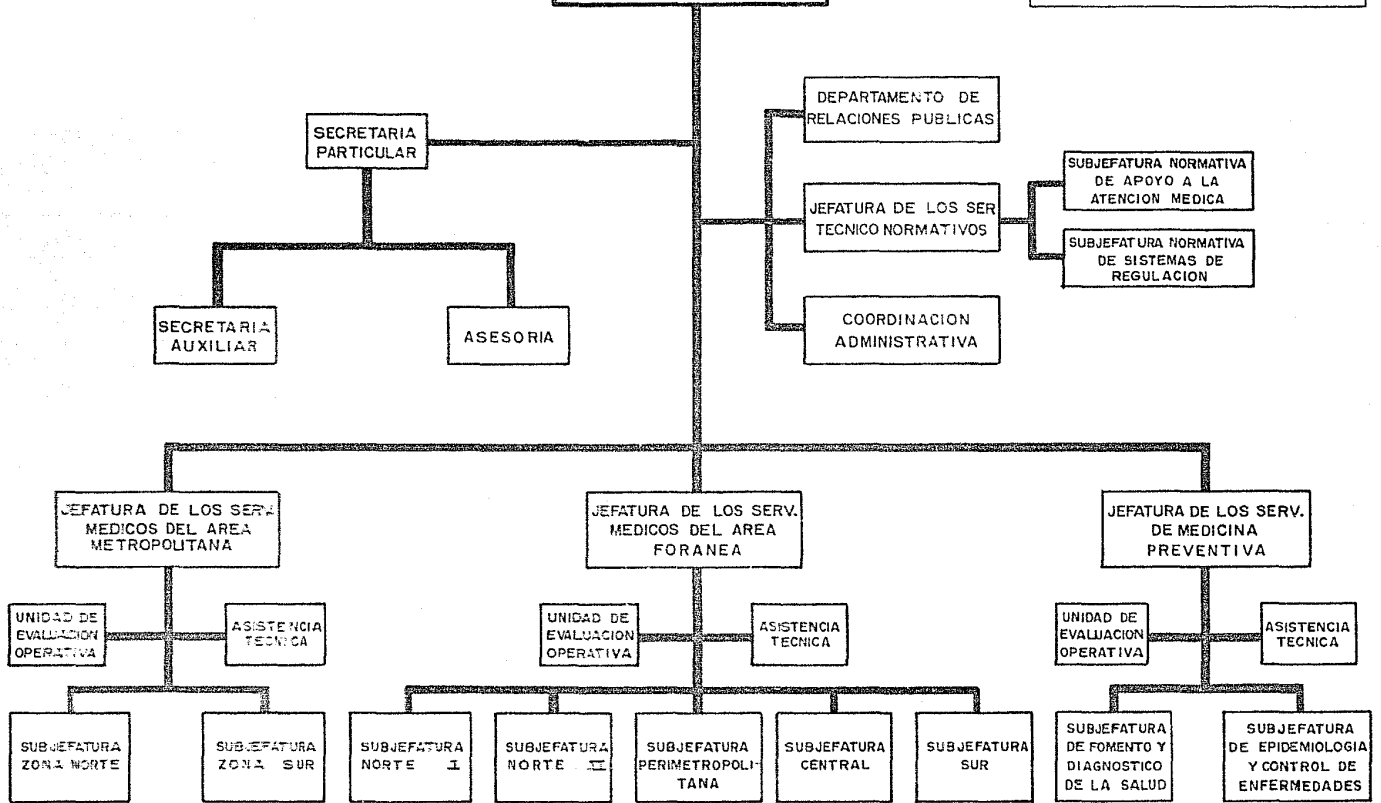 DEPARTAMENTO DE
RELACIONES PUBLICAS
SECRETARIA
PARTICULAR
SUBJEFATURA NORMATIVA
DE APOYO A LA
ATENCION MEDICA
JEFATURA DE LOS SER
TECNICO NORMATIVOS
SUBJEFATURA NORMATIVA
DE SISTEMAS DE
REGULACION
SECRETARIA
AUXILIAR
ASESORIA
COORDINACION
ADMINISTRATIVA
JEFATURA DE LOS SERV.
MEDICOS DEL AREA
METROPOLITANA
JEFATURA DE LOS SERV.
MEDICOS DEL AREA
FORANEA
JEFATURA DE LOS SERV.
DE MEDICINA
PREVENTIVA
UNIDAD DE
EVALUACION
OPERATIVA
ASISTENCIA
TECNICA
UNIDAD DE
EVALUACION
OPERATIVA
ASISTENCIA
TECNICA
UNIDAD DE
EVALUACION
OPERATIVA
ASISTENCIA
TECNICA
SUBJEFATURA
ZONA NORTE
SUBJEFATURA
ZONA SUR
SUBJEFATURA
NORTE I
SUBJEFATURA
NORTE II
SUBJEFATURA
PERIMETROPOLI-
TANA
SUBJEFATURA
CENTRAL
SUBJEFATURA
SUR
SUBJEFATURA
DE FOMENTO Y
DIAGNOSTICO
DE LA SALUD
SUBJEFATURA
DE EPIDEMIOLOGIA
Y CONTROL DE
ENFERMEDADES